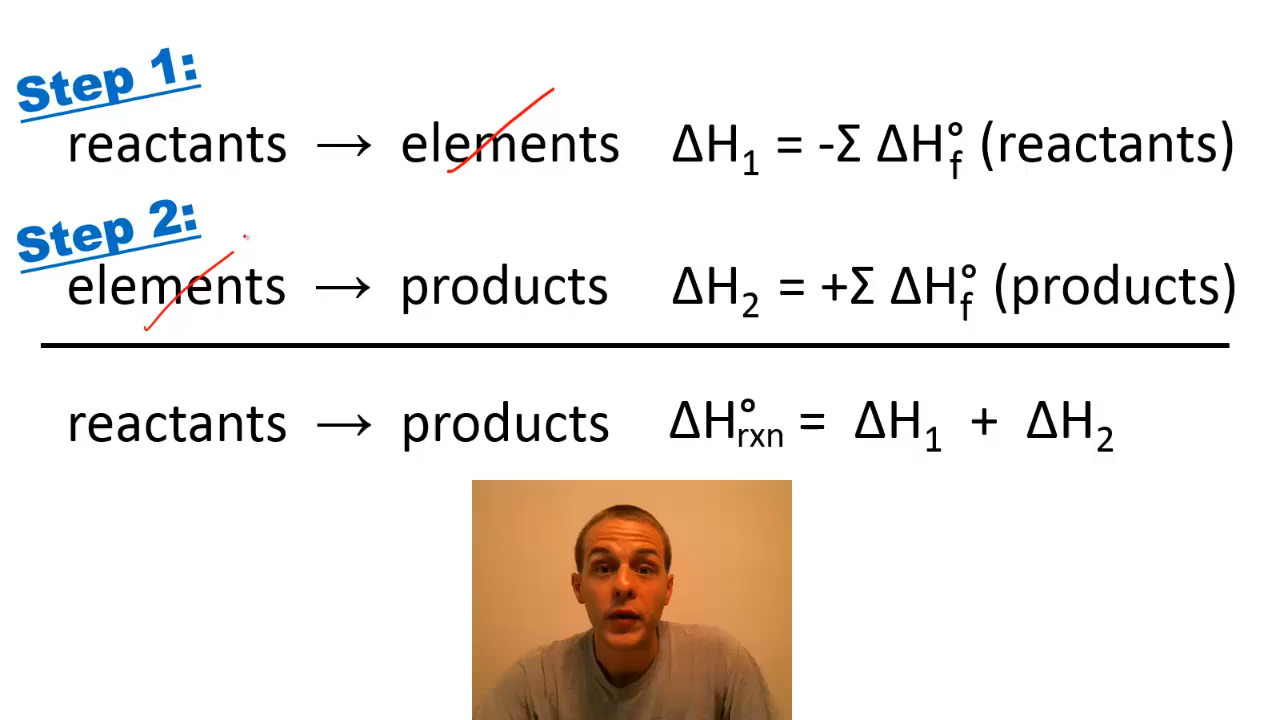 Step 1:
reactants → elements ΔH₁ = -Σ ΔH°f (reactants)
Step 2:
elements → products ΔH₂ = +Σ ΔH°f (products)
reactants → products ΔH°rxn = ΔH₁ + ΔH₂